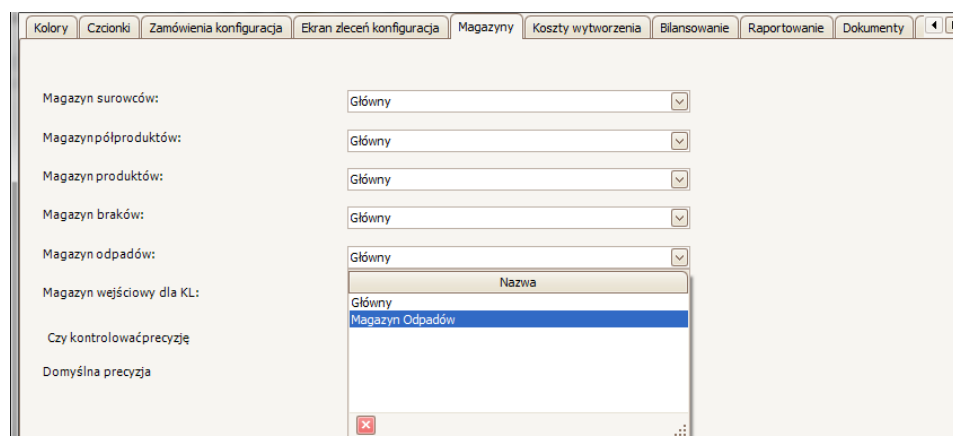 Kolory Czcionki Zamówienia konfiguracja Ekran zleceń konfiguracja Magazyny Koszty wytworzenia Bilansowanie Raportowanie Dokumenty
Magazyn surowców: Główny
Magazynpółproduktów: Główny
Magazyn produktów: Główny
Magazyn braków: Główny
Magazyn odpadów: Główny
Nazwa
Magazyn wejściowy dla KL:
Główny
Magazyn Odpadów
Czy kontrolowaćprecyzję
Domyślna precyzja